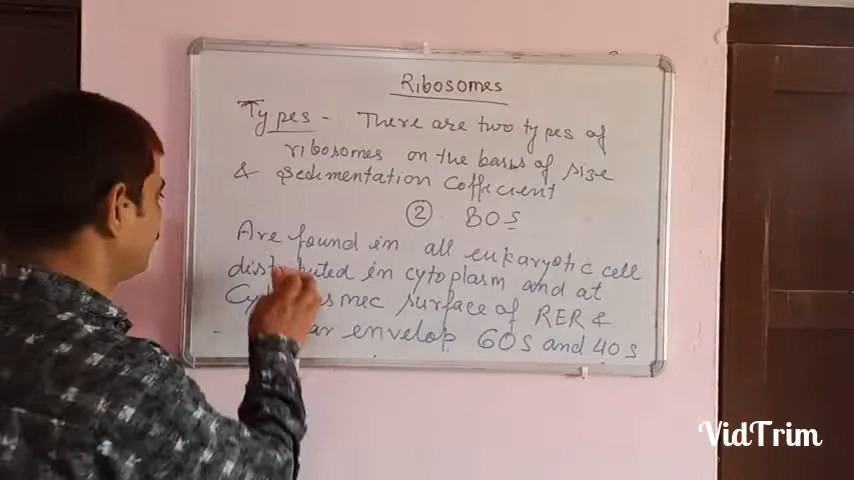 Ribosomes
Types - There are two types of
ribosomes on the basis of size
& sedimentation Cofficient
② 80s
Are found in all eukaryotic cell
distributed in cytoplasm and at
surface of RER &
envelop 60s and 40s
VidTrim